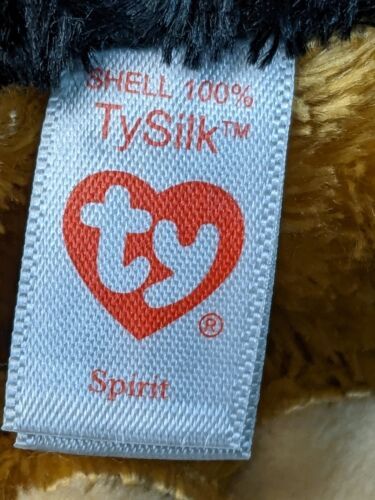 SHELL 100%
TySilk™
ty
®
Spirit